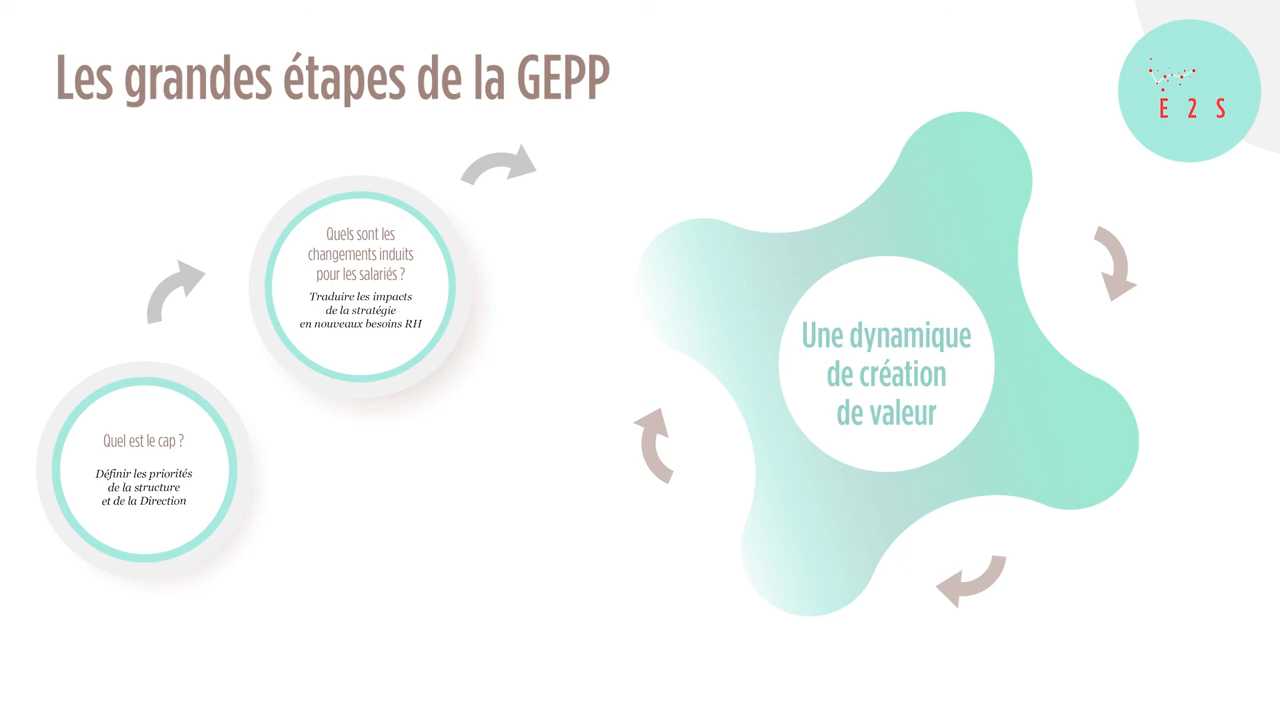 Les grandes étapes de la GEPP
E 2 S
Quels sont les
changements induits
pour les salariés ?
Traduire les impacts
de la stratégie
en nouveaux besoins RH
Quel est le cap ?
Définir les priorités
de la structure
et de la Direction
Une dynamique
de création
de valeur